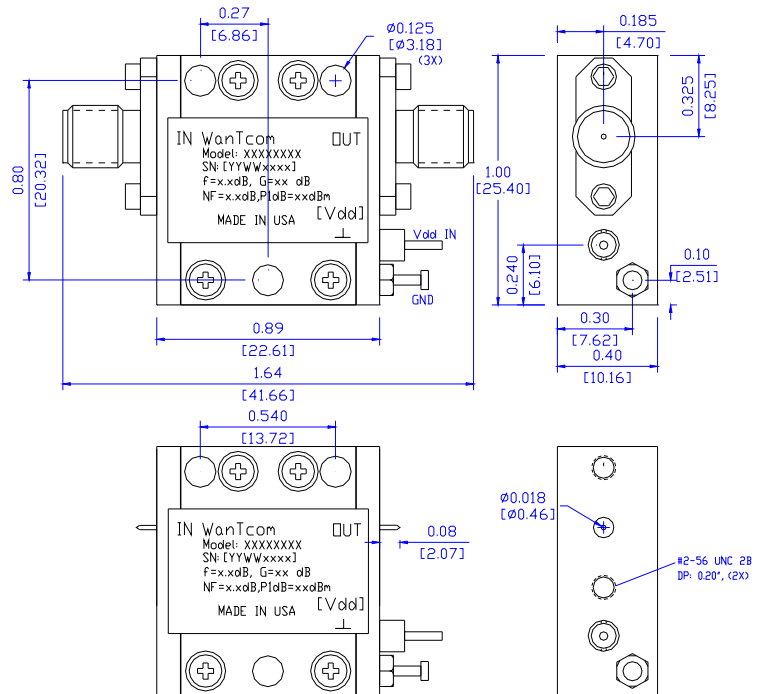 0.27
[6.86]
Ø0.125
[Ø3.18]
(3X)
0.185
[4.70]
0.325
[8.25]
0.80
[20.32]
IN WanTcom OUT
Model: XXXXXXXX
SN: [YYWWxxxx]
f=x.xdB, G=xx dB
NF=x.xdB,P1dB=xxdBm
MADE IN USA
[Vdd]
Vdd IN
GND
1.00
[25.40]
0.240
[6.10]
0.10
[2.51]
0.30
[7.62]
0.40
[10.16]
0.89
[22.61]
1.64
[41.66]
0.540
[13.72]
IN WanTcom OUT
Model: XXXXXXXX
SN: [YYWWxxxx]
f=x.xdB, G=xx dB
NF=x.xdB,P1dB=xxdBm
MADE IN USA
[Vdd]
0.08
[2.07]
Ø0.018
[Ø0.46]
#2-56 UNC 2B
DP: 0.20", (2X)